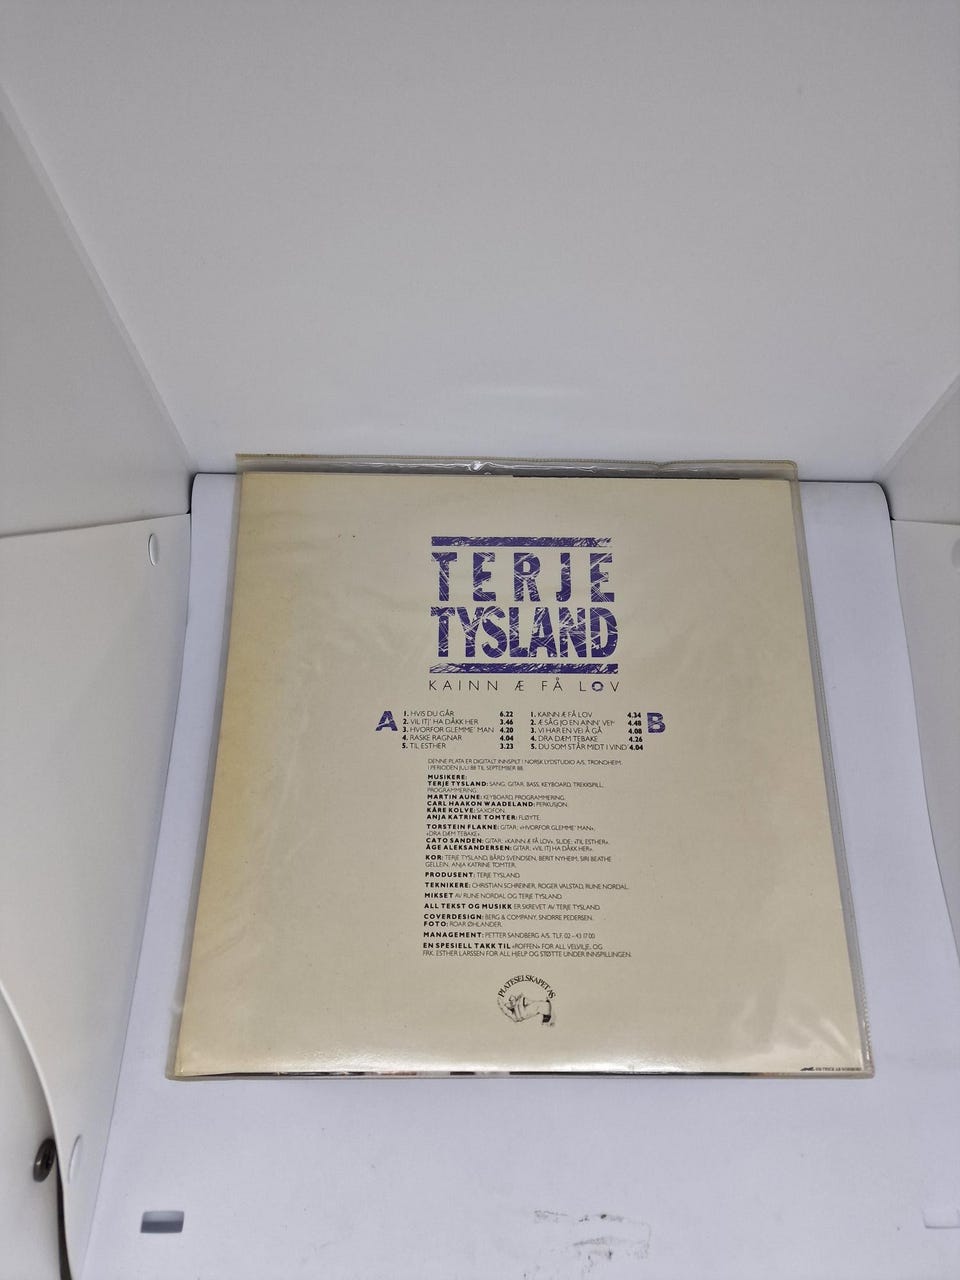 TERJE
TYSLAND
KAINN Æ FÅ LOV
A
1. HVIS DU GÅR 6.22
2. VIL ITJ' HA DÅKK HER 3.46
3. HVORFOR GLEMME' MAN 4.20
4. RASKE RAGNAR 4.04
5. TIL ESTHER 3.23
B
1. KAINN Æ FÅ LOV 4.34
2. Æ SÅG JO EN AINN' VEI' 4.48
3. VI HAR EN VEI Å GÅ 4.08
4. DRA DÆM TEBAKE 4.26
5. DU SOM STÅR MIDT I VIND 4.04
DENNE PLATA ER DIGITALT INNSPILT I NORSK LYDSTUDIO A/S, TRONDHEIM,
I PERIODEN JULI 88 TIL SEPTEMBER 88.
MUSIKERE:
TERJE TYSLAND: SANG, GITAR, BASS, KEYBOARD, TREKKSPILL,
PROGRAMMERING.
MARTIN AUNE: KEYBOARD, PROGRAMMERING.
CARL HAAKON WAADELAND: PERKUSJON.
KÅRE KOLVE: SAXOFON.
ANJA KATRINE TOMTER: FLØYTE.
TORSTEIN FLAKNE: GITAR; «HVORFOR GLEMME' MAN»,
«DRA DÆM TEBAKE».
CATO SANDEN: GITAR; «KAINN Æ FÅ LOV», SLIDE; «TIL ESTHER».
ÅGE ALEKSANDERSEN: GITAR; «VIL ITJ HA DÅKK HER».
KOR: TERJE TYSLAND, BÅRD SVENDSEN, BERIT NYHEIM, SIRI BEATHE
GELLEIN, ANJA KATRINE TOMTER.
PRODUSENT: TERJE TYSLAND.
TEKNIKERE: CHRISTIAN SCHREINER, ROGER VALSTAD, RUNE NORDAL.
MIKSET AV RUNE NORDAL OG TERJE TYSLAND.
ALL TEKST OG MUSIKK ER SKREVET AV TERJE TYSLAND.
COVERDESIGN: BERG & COMPANY, SNORRE PEDERSEN.
FOTO: ROAR ØHLANDER.
MANAGEMENT: PETTER SANDBERG A/S. TLF. 02 - 43 17 00
EN SPESIELL TAKK TIL «ROFFEN» FOR ALL VELVILJE, OG
FRK. ESTHER LARSSEN FOR ALL HJELP OG STØTTE UNDER INNSPILLINGEN.
PLATESELSKAPET A/S